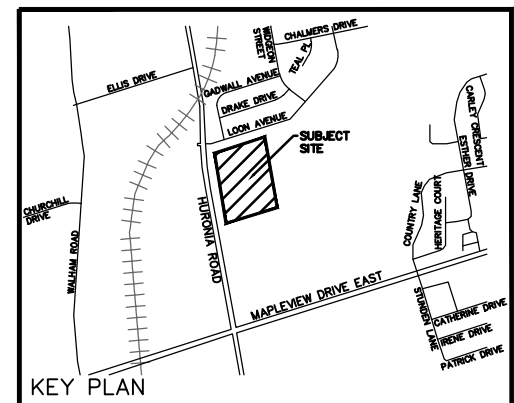 CHALMERS DRIVE
WIDGEON
STREET
TEAL PL
ELLIS DRIVE
GADWALL AVENUE
DRAKE DRIVE
LOON AVENUE
SUBJECT
SITE
CARLEY CRESCENT
ESTHER DRIVE
CHURCHILL
DRIVE
WALHAM ROAD
HURONIA ROAD
COUNTRY LANE
HERITAGE COURT
MAPLEVIEW DRIVE EAST
STUNDEN LANE
CATHERINE DRIVE
IRENE DRIVE
PATRICK DRIVE
KEY PLAN